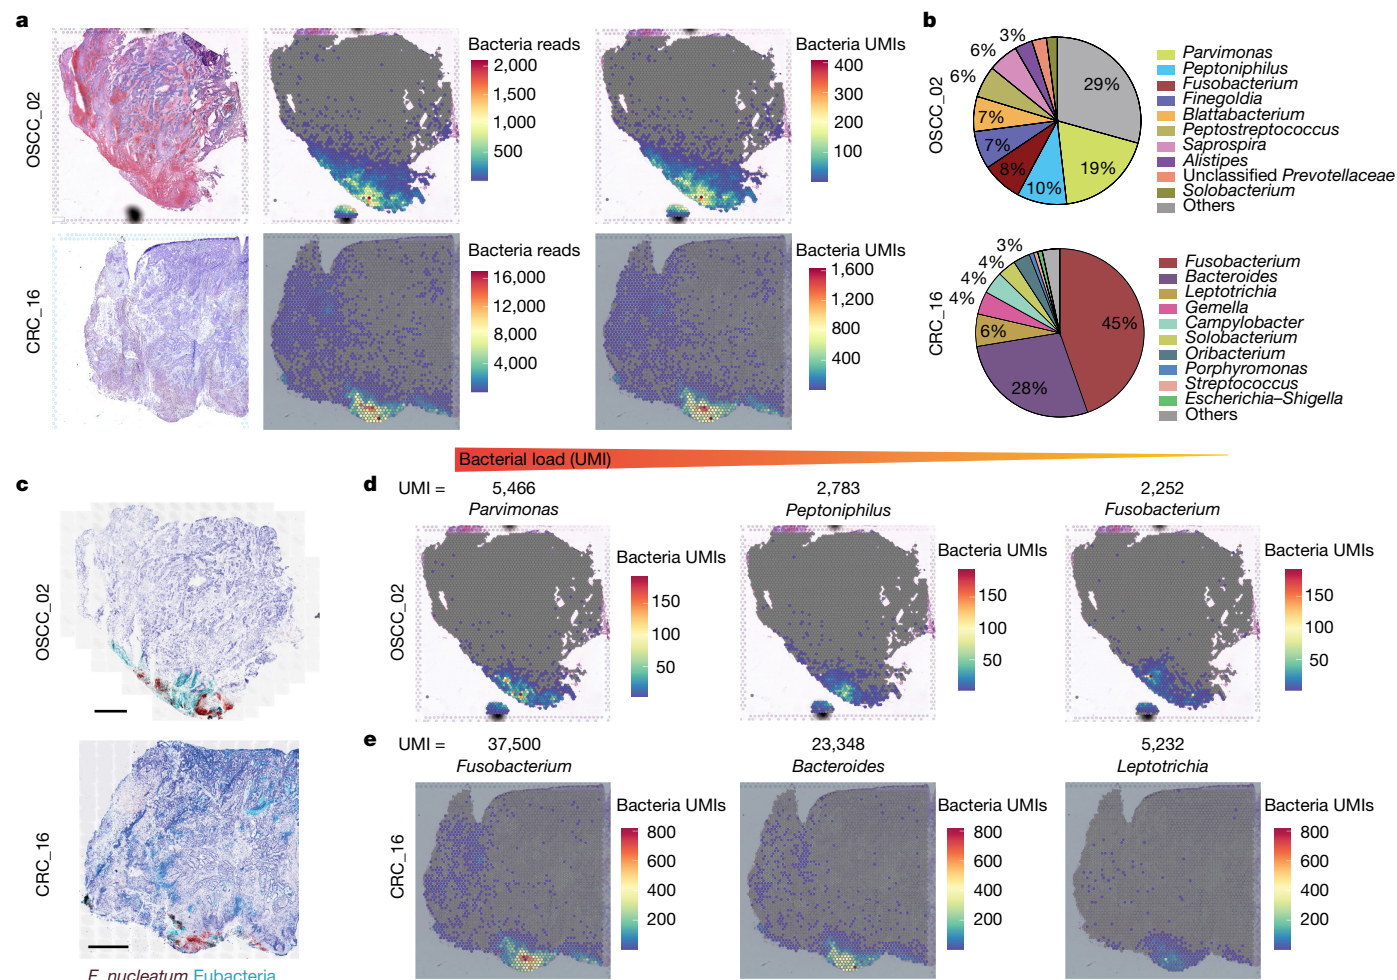 a
OSCC_02
Bacteria reads
2,000
1,500
1,000
500
Bacteria UMIs
400
300
200
100
CRC_16
Bacteria reads
16,000
12,000
8,000
4,000
Bacteria UMIs
1,600
1,200
800
400
b
OSCC_02
29%
19%
10%
8%
7%
7%
6%
6%
3%
Parvimonas
Peptoniphilus
Fusobacterium
Finegoldia
Blattabacterium
Peptostreptococcus
Saprospira
Alistipes
Unclassified Prevotellaceae
Solobacterium
Others
CRC_16
45%
28%
6%
4%
4%
4%
3%
Fusobacterium
Bacteroides
Leptotrichia
Gemella
Campylobacter
Solobacterium
Oribacterium
Porphyromonas
Streptococcus
Escherichia–Shigella
Others
Bacterial load (UMI)
c
OSCC_02
CRC_16
F. nucleatum Eubacteria
d
UMI = 5,466 2,783 2,252
Parvimonas Peptoniphilus Fusobacterium
OSCC_02
Bacteria UMIs
150
100
50
Bacteria UMIs
150
100
50
Bacteria UMIs
150
100
50
e
UMI = 37,500 23,348 5,232
Fusobacterium Bacteroides Leptotrichia
CRC_16
Bacteria UMIs
800
600
400
200
Bacteria UMIs
800
600
400
200
Bacteria UMIs
800
600
400
200